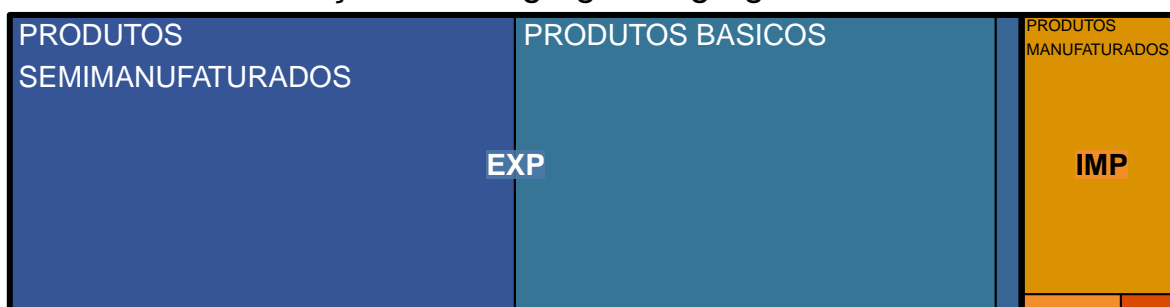 PRODUTOS
SEMIMANUFATURADOS
PRODUTOS BASICOS
EXP
PRODUTOS
MANUFATURADOS
IMP